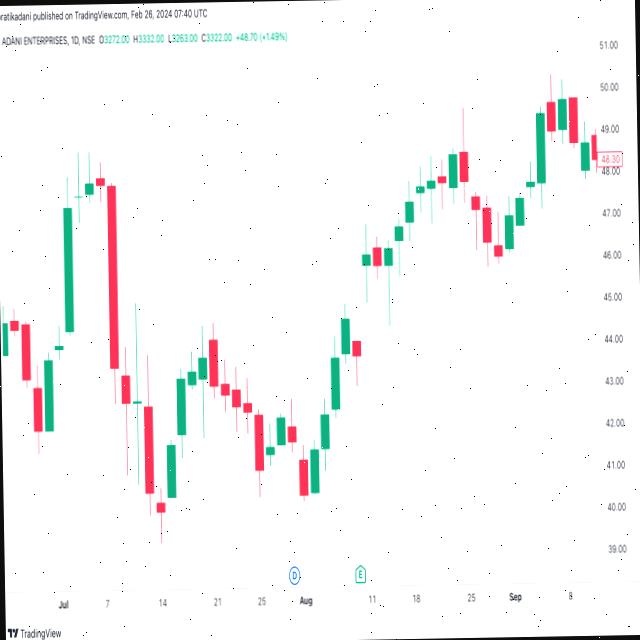 ratikadani published on TradingView.com, Feb 26, 2024 07:40 UTC
ADANI ENTERPRISES, 1D, NSE O3272.00 H3332.00 L3263.00 C3322.00 +48.70 (+1.49%)
51.00
50.00
49.00
48.30
48.00
47.00
46.00
45.00
44.00
43.00
42.00
41.00
40.00
39.00
D E
Jul 7 14 21 25 Aug 11 18 25 Sep 8
TradingView